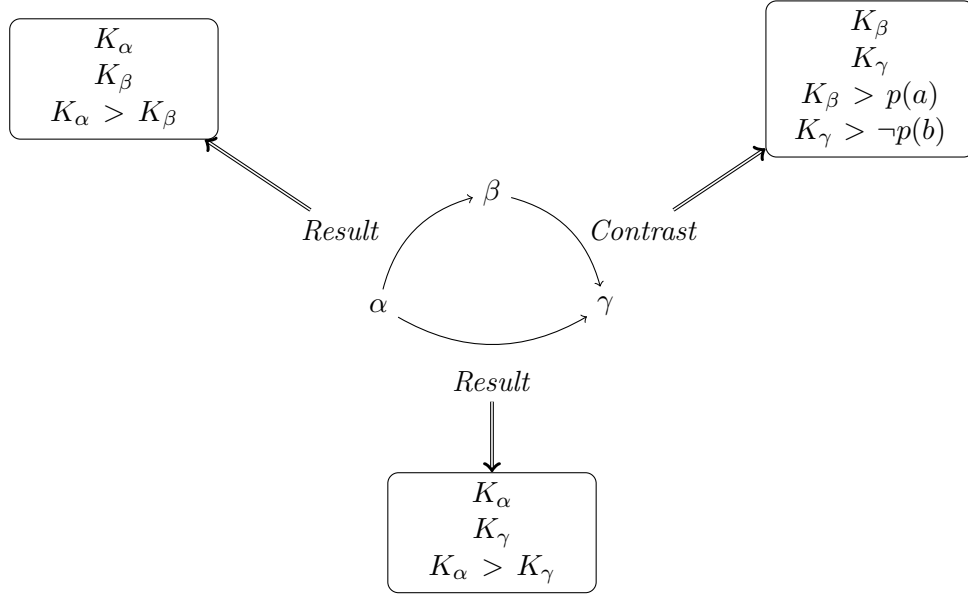 K_α
K_β
K_α > K_β
K_β
K_γ
K_β > p(a)
K_γ > ¬p(b)
β
Result
Contrast
α
γ
Result
K_α
K_γ
K_α > K_γ